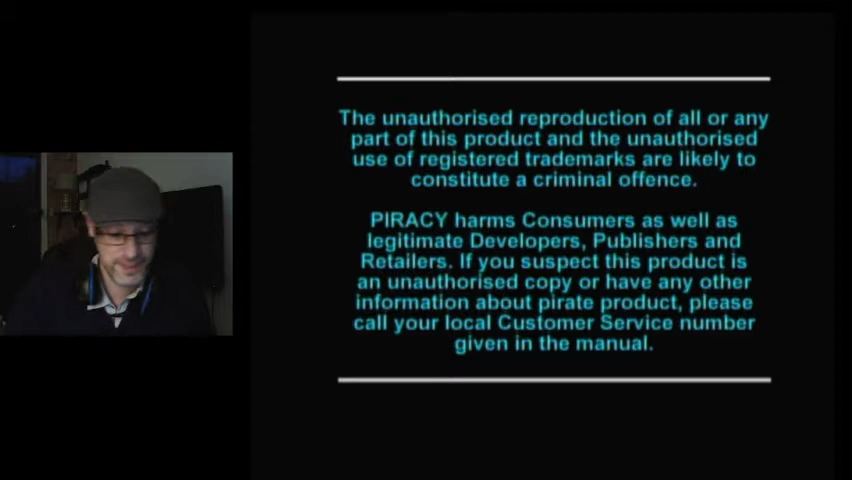 The unauthorised reproduction of all or any
part of this product and the unauthorised
use of registered trademarks are likely to
constitute a criminal offence.
PIRACY harms Consumers as well as
legitimate Developers, Publishers and
Retailers. If you suspect this product is
an unauthorised copy or have any other
information about pirate product, please
call your local Customer Service number
given in the manual.